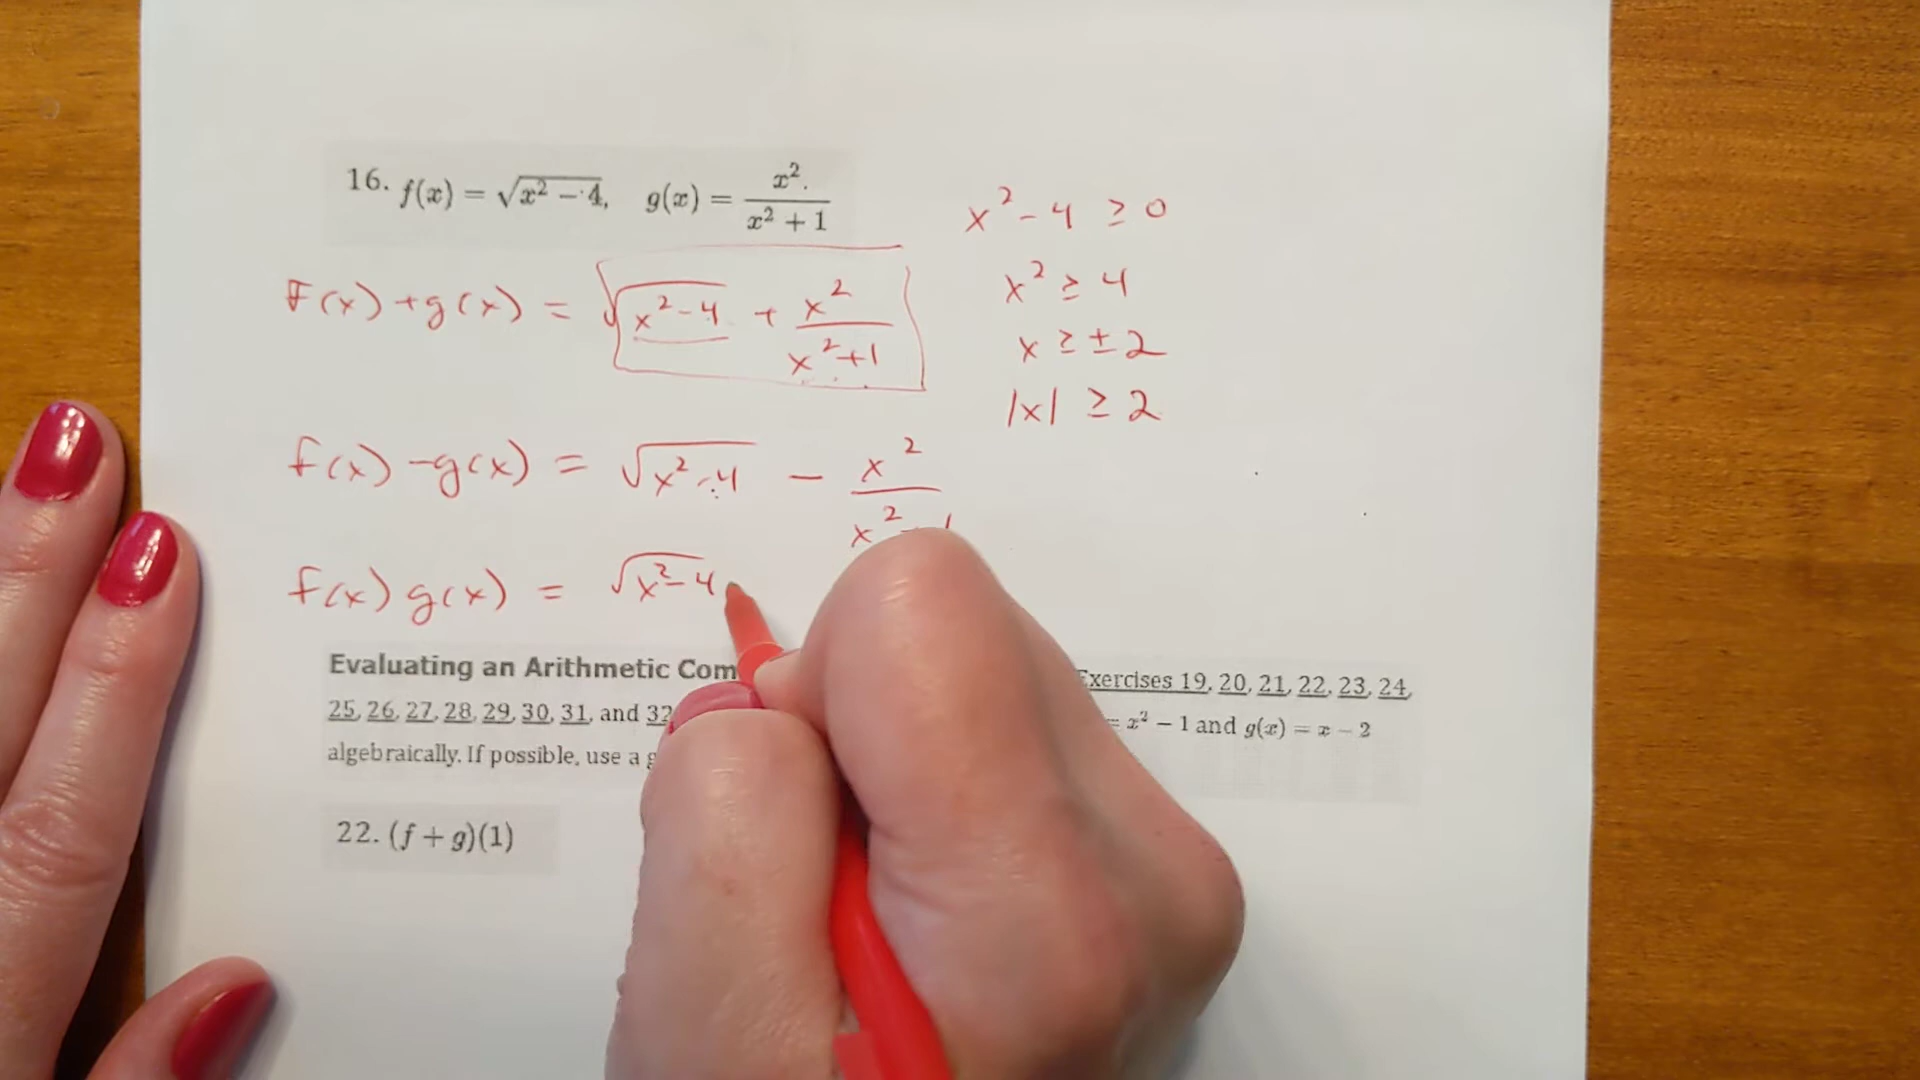 16. f(x) = √(x² − 4), g(x) = x² / (x² + 1)
x² - 4 ≥ 0
F(x) + g(x) = √(x² - 4) + x² / (x² + 1)
x² ≥ 4
x ≥ ± 2
|x| ≥ 2
f(x) - g(x) = √(x² - 4) - x² / x²
f(x) g(x) = √(x² - 4)
Evaluating an Arithmetic Exercises 19, 20, 21, 22, 23, 24,
25, 26, 27, 28, 29, 30, 31, and 32 = x² − 1 and g(x) = x − 2
algebraically. If possible, use a
22. (f + g)(1)